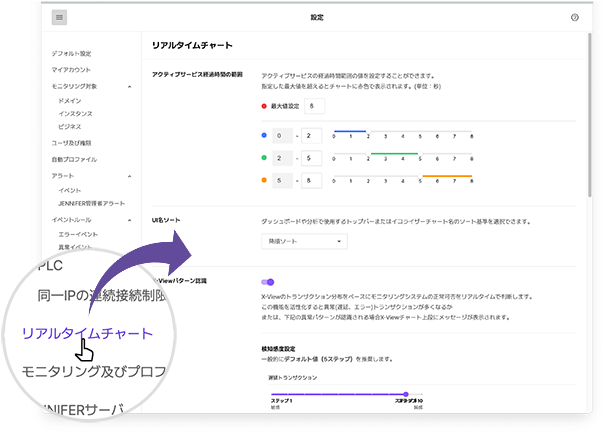 設定
デフォルト設定
マイアカウント
モニタリング対象
ドメイン
インスタンス
ビジネス
ユーザ及び権限
自動プロファイル
アラート
イベント
JENNIFER管理者アラート
イベントルール
エラーイベント
異常イベント
PLC
同一IPの連続接続制限
リアルタイムチャート
モニタリング及びプロフ
NNIFERサーバ
リアルタイムチャート
アクティブサービス経過時間の範囲
アクティブサービスの経過時間範囲の値を設定することができます。
指定した最大値を超えるとチャートに赤色で表示されます。(単位：秒)
最大値設定 8
0 - 2 0 1 2 3 4 5 6 7 8
2 - 5 0 1 2 3 4 5 6 7 8
5 - 8 0 1 2 3 4 5 6 7 8
UI名ソート
ダッシュボードや分析で使用するトップバーまたはイコライザーチャート名のソート基準を選択できます。
降順ソート
X-Viewパターン認識
X-Viewのトランザクション分布をベースにモニタリングシステムの正常可否をリアルタイムで判断します。
この機能を活性化すると異常(遅延、エラー)トランザクションが多くなるか
または、下記の異常パターンが認識される場合X-Viewチャート上段にメッセージが表示されます。
検知感度設定
一般的にデフォルト値（5ステップ）を推奨します。
遅延トランザクション
ステップ 1
敏感 鈍感